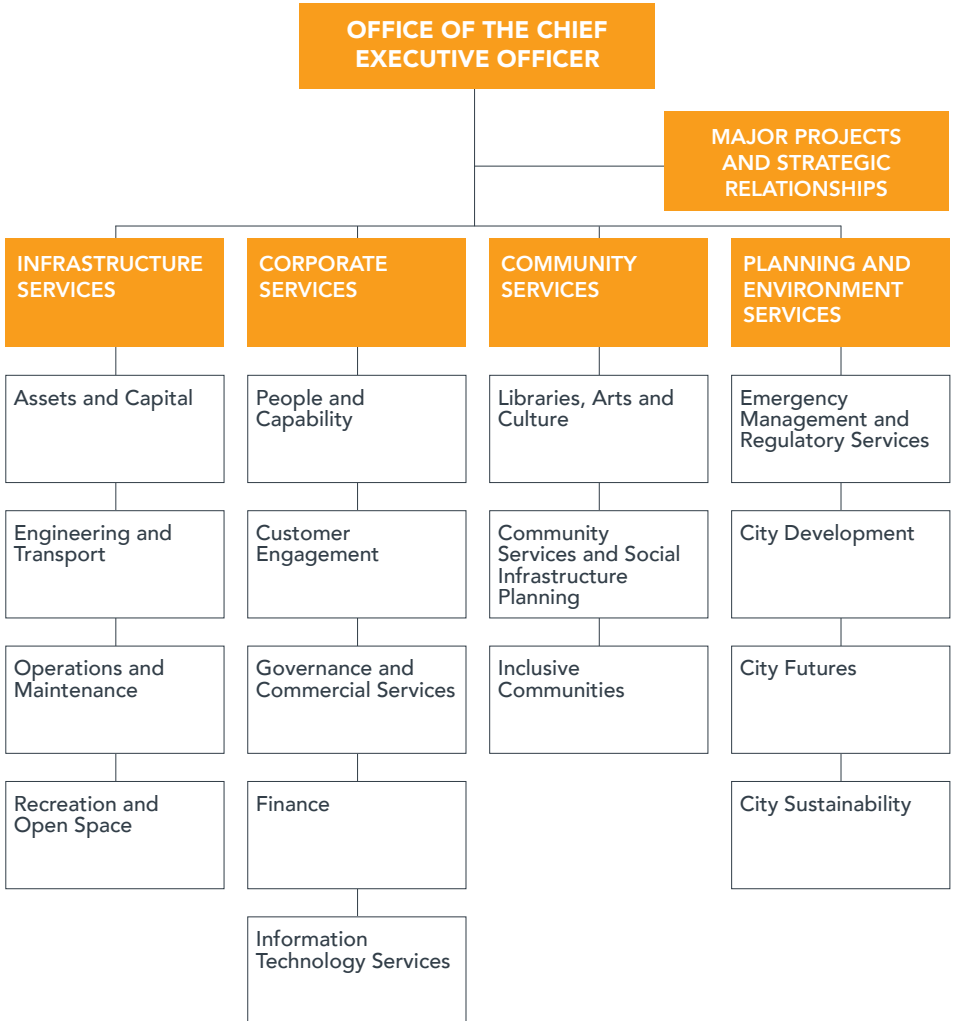 OFFICE OF THE CHIEF
EXECUTIVE OFFICER
MAJOR PROJECTS
AND STRATEGIC
RELATIONSHIPS
INFRASTRUCTURE
SERVICES
Assets and Capital
Engineering and
Transport
Operations and
Maintenance
Recreation and
Open Space
CORPORATE
SERVICES
People and
Capability
Customer
Engagement
Governance and
Commercial Services
Finance
Information
Technology Services
COMMUNITY
SERVICES
Libraries, Arts and
Culture
Community
Services and Social
Infrastructure
Planning
Inclusive
Communities
PLANNING AND
ENVIRONMENT
SERVICES
Emergency
Management and
Regulatory Services
City Development
City Futures
City Sustainability